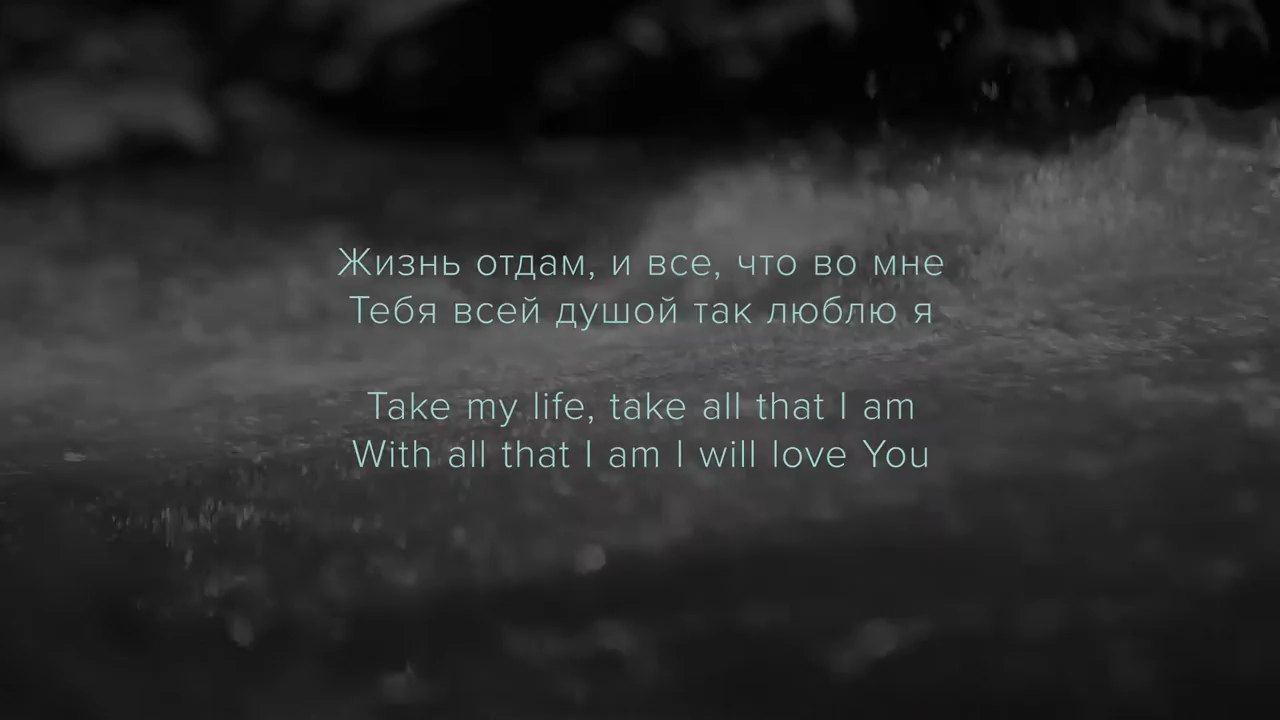 Жизнь отдам, и все, что во мне
Тебя всей душой так люблю я
Take my life, take all that I am
With all that I am I will love You